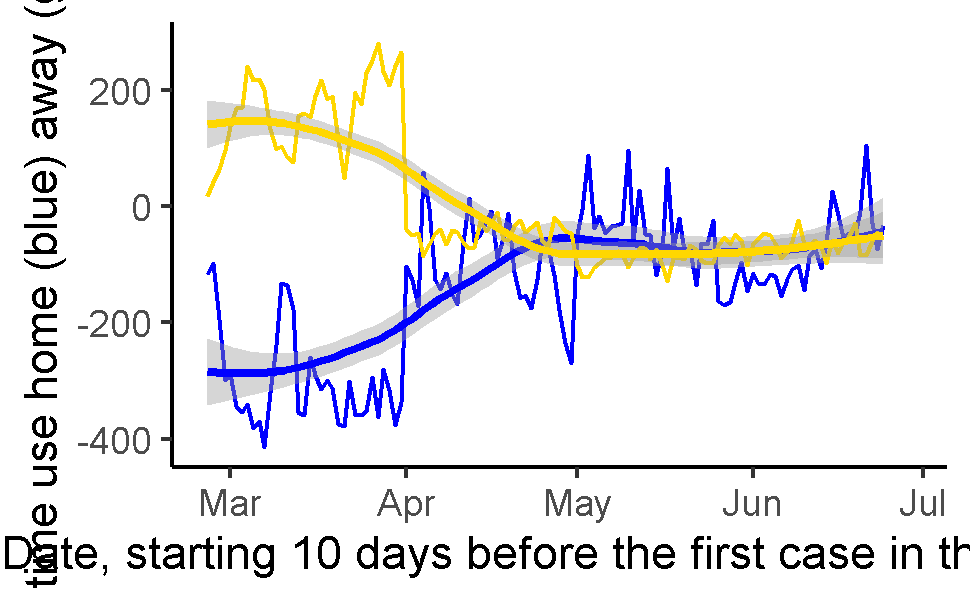 time use home (blue) away (
200
0
-200
-400
Mar Apr May Jun Jul
Date, starting 10 days before the first case in th